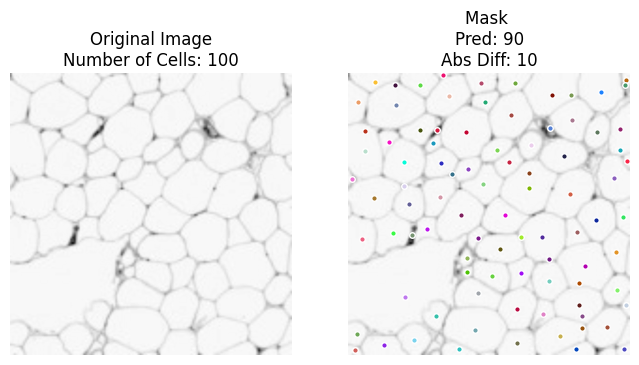 Original Image
Number of Cells: 100
Mask
Pred: 90
Abs Diff: 10